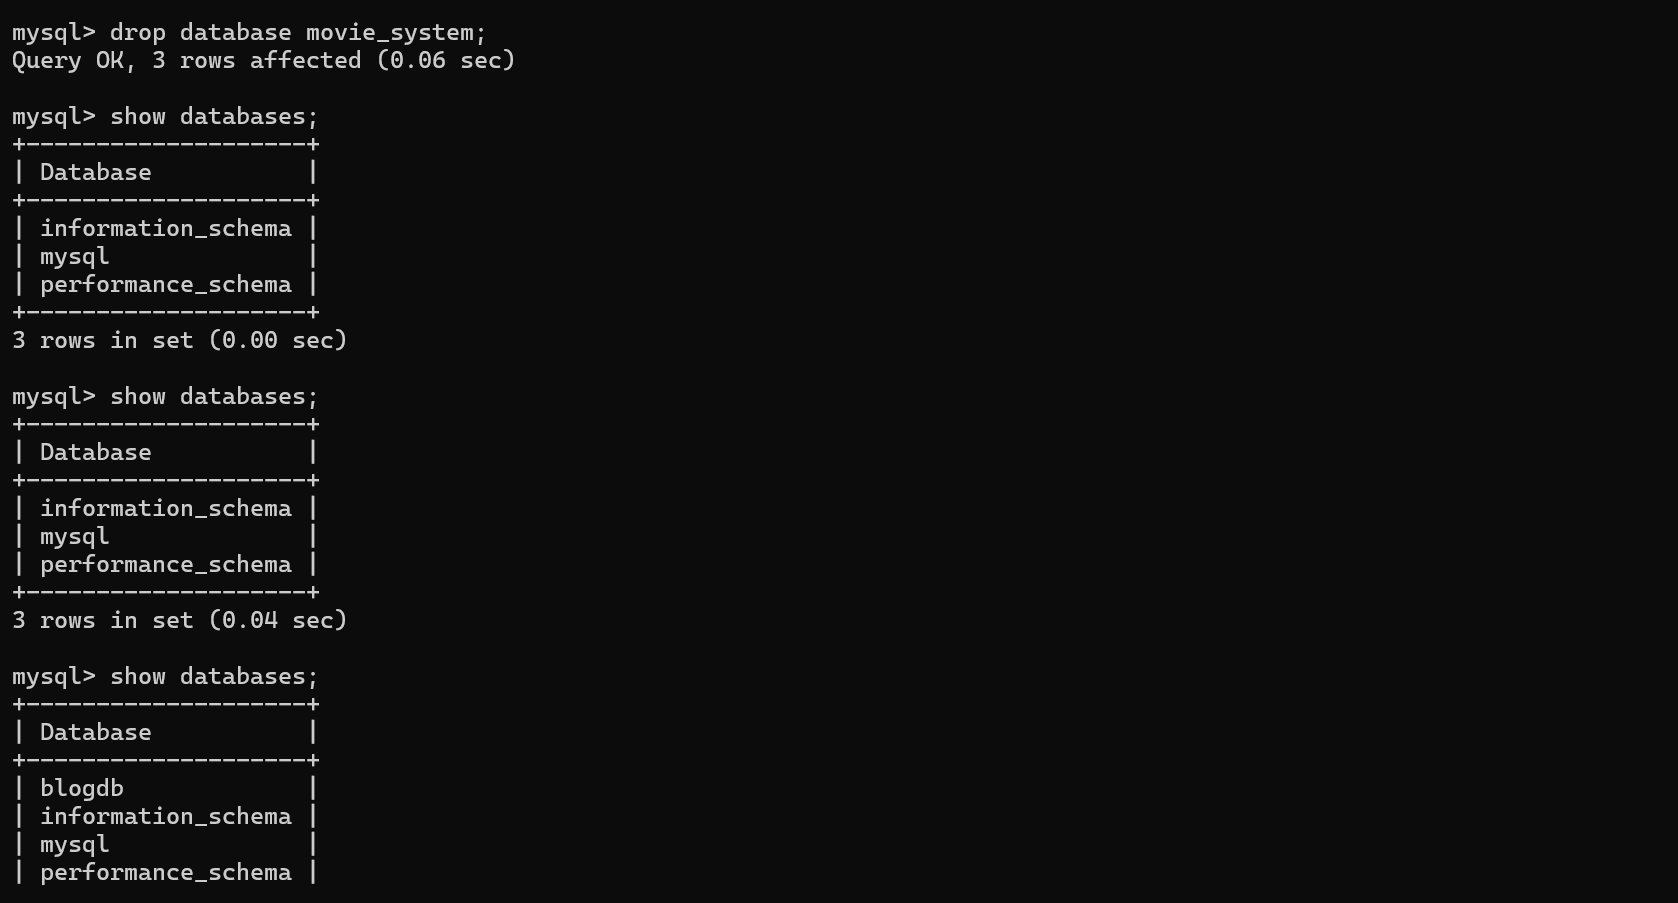 mysql> drop database movie_system;
Query OK, 3 rows affected (0.06 sec)
mysql> show databases;
+--------------------+
| Database           |
+--------------------+
| information_schema |
| mysql              |
| performance_schema |
+--------------------+
3 rows in set (0.00 sec)
mysql> show databases;
+--------------------+
| Database           |
+--------------------+
| information_schema |
| mysql              |
| performance_schema |
+--------------------+
3 rows in set (0.04 sec)
mysql> show databases;
+--------------------+
| Database           |
+--------------------+
| blogdb             |
| information_schema |
| mysql              |
| performance_schema |